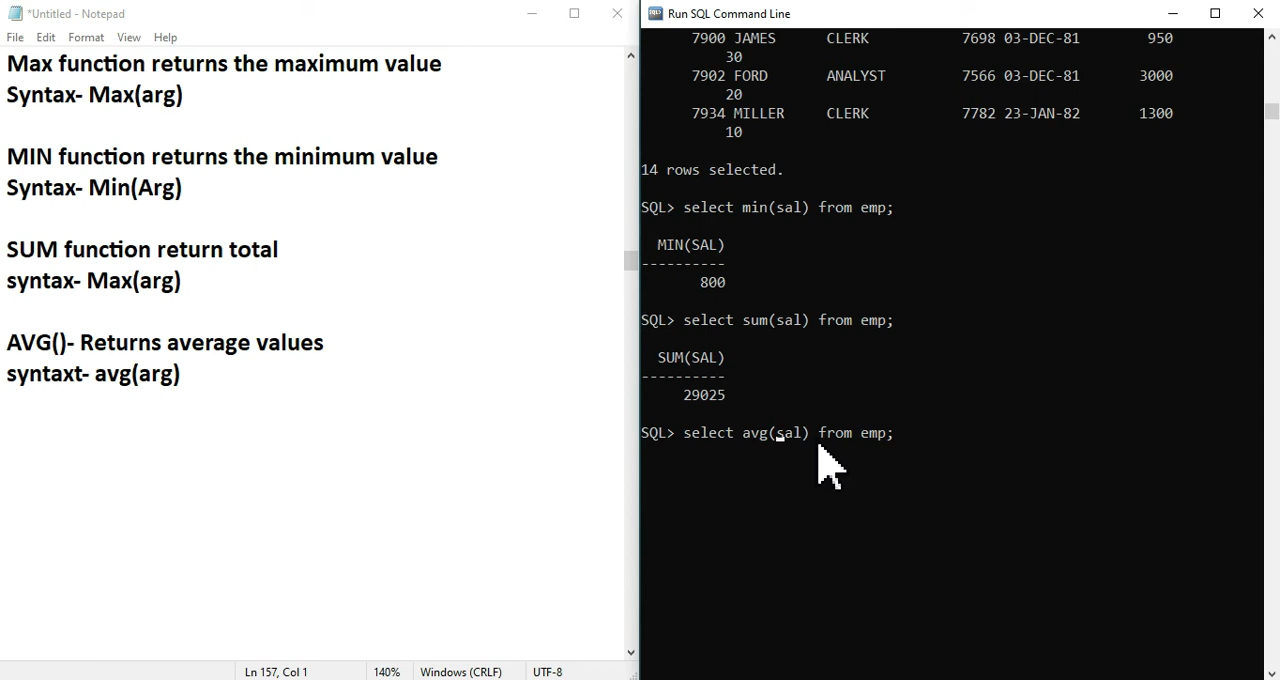 *Untitled - Notepad
File Edit Format View Help
Max function returns the maximum value
Syntax- Max(arg)
MIN function returns the minimum value
Syntax- Min(Arg)
SUM function return total
syntax- Max(arg)
AVG()- Returns average values
syntaxt- avg(arg)
Ln 157, Col 1 140% Windows (CRLF) UTF-8
Run SQL Command Line
7900 JAMES CLERK 7698 03-DEC-81 950
30
7902 FORD ANALYST 7566 03-DEC-81 3000
20
7934 MILLER CLERK 7782 23-JAN-82 1300
10
14 rows selected.
SQL> select min(sal) from emp;
MIN(SAL)
----------
800
SQL> select sum(sal) from emp;
SUM(SAL)
----------
29025
SQL> select avg(sal) from emp;